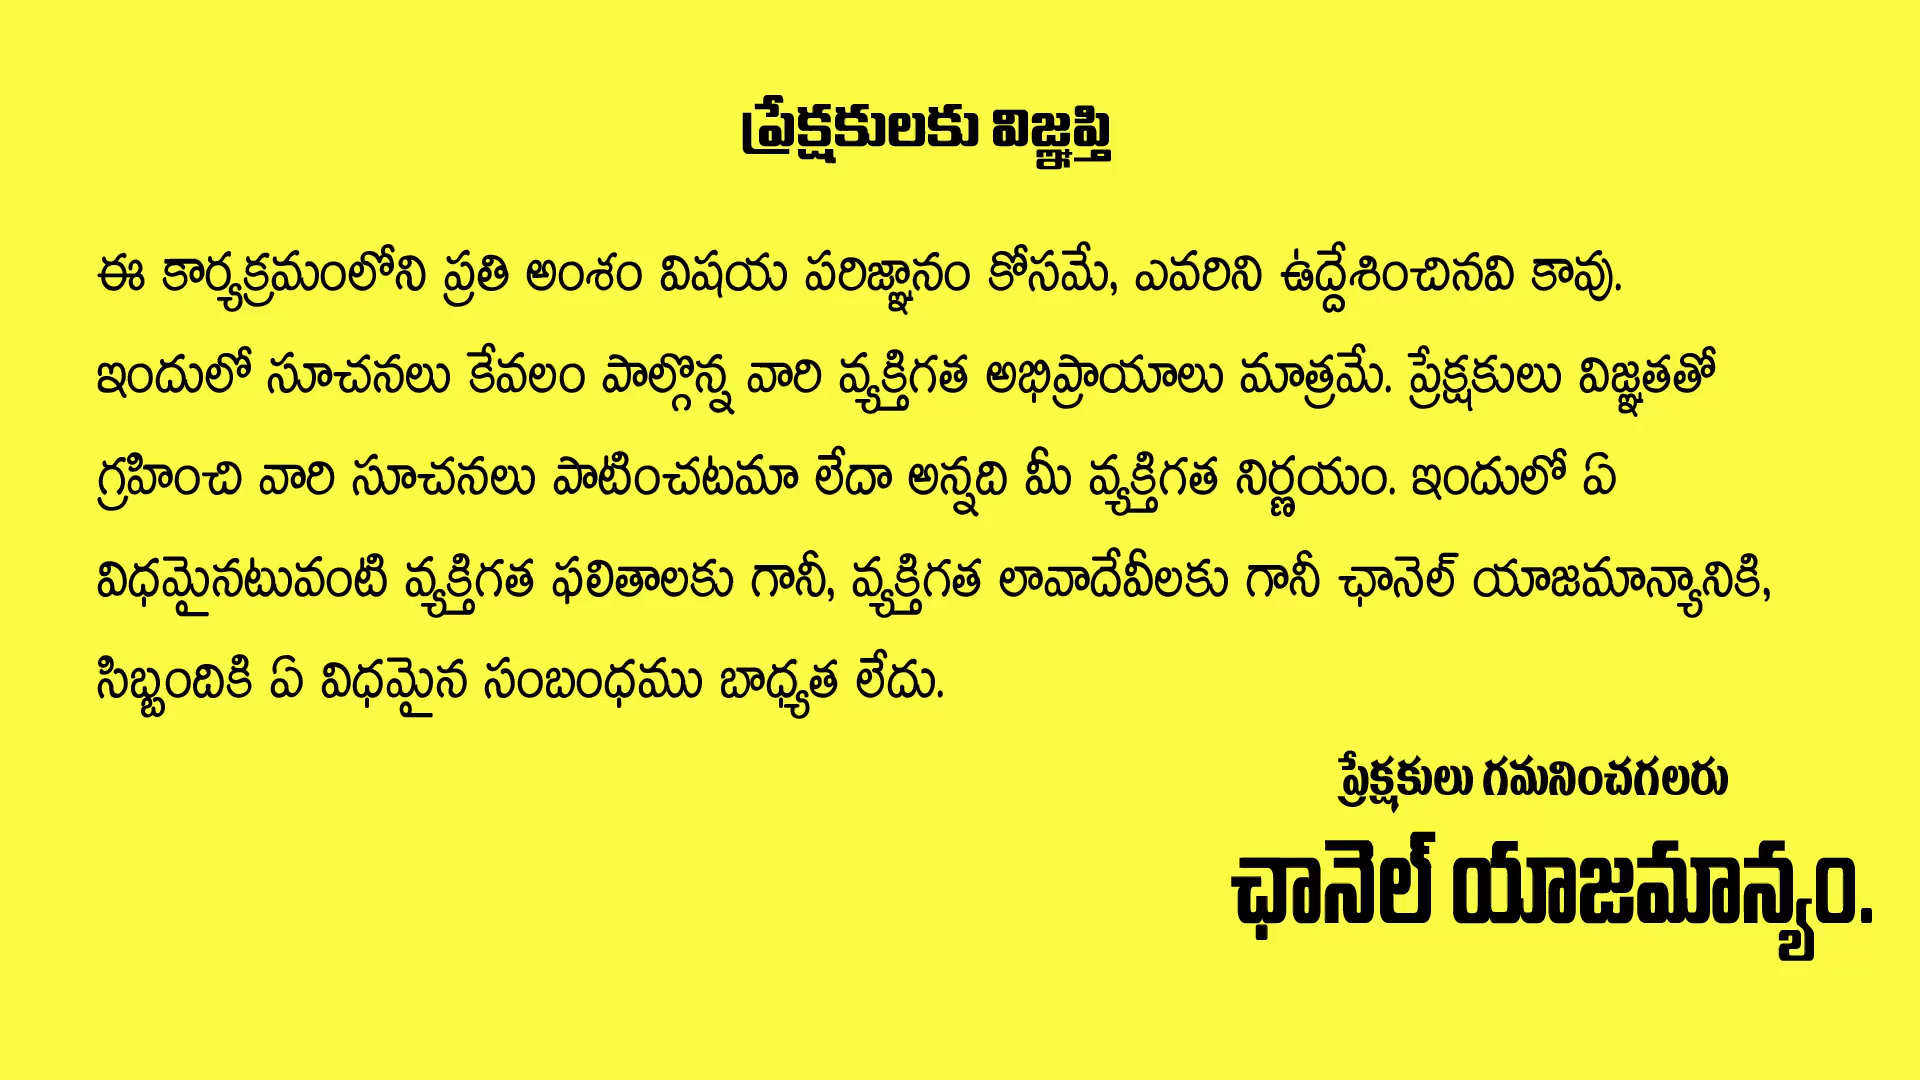 ప్రేక్షకులకు విజ్ఞప్తి
ఈ కార్యక్రమంలోని ప్రతి అంశం విషయ పరిజ్ఞానం కోసమే, ఎవరిని ఉద్దేశించినవి కావు.
ఇందులో సూచనలు కేవలం పాల్గొన్న వారి వ్యక్తిగత అభిప్రాయాలు మాత్రమే. ప్రేక్షకులు విజ్ఞతతో
గ్రహించి వారి సూచనలు పాటించటమా లేదా అన్నది మీ వ్యక్తిగత నిర్ణయం. ఇందులో ఏ
విధమైనటువంటి వ్యక్తిగత ఫలితాలకు గానీ, వ్యక్తిగత లావాదేవీలకు గానీ ఛానెల్ యాజమాన్యానికి,
సిబ్బందికి ఏ విధమైన సంబంధము బాధ్యత లేదు.
ప్రేక్షకులు గమనించగలరు
ఛానెల్ యాజమాన్యం.